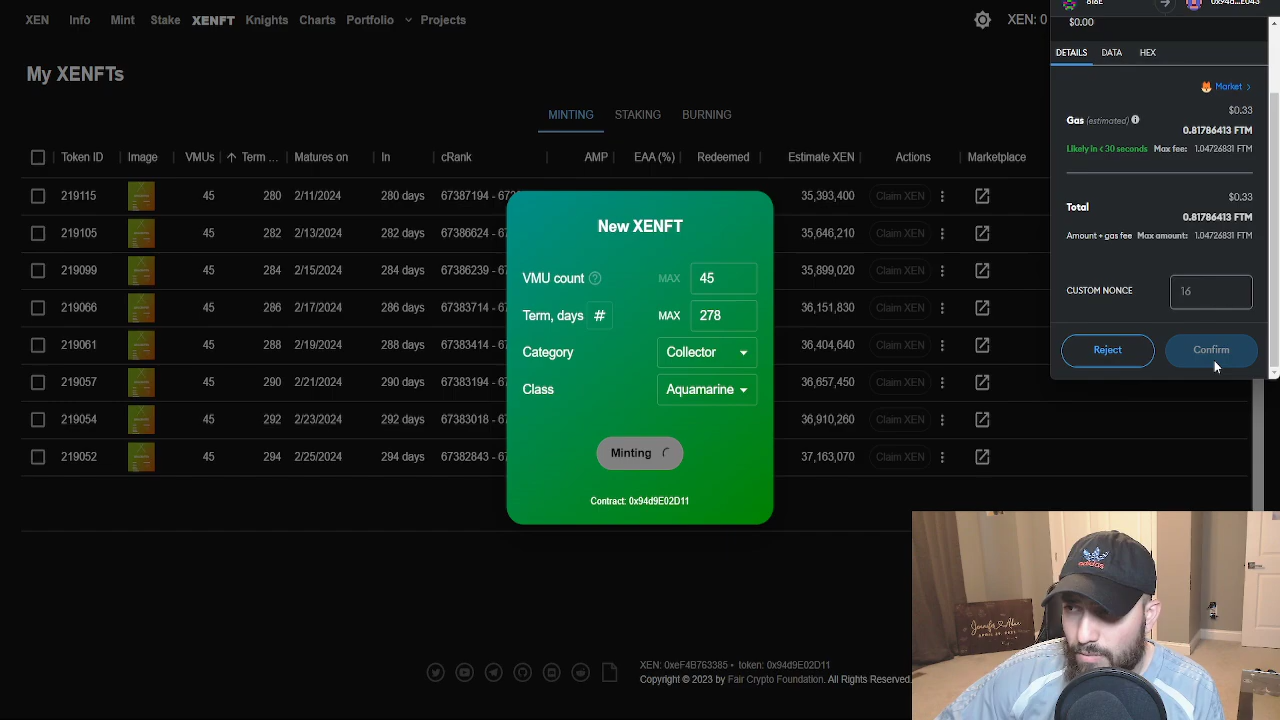 XEN Info Mint Stake XENFT Knights Charts Portfolio Projects XEN: 0
$0.00
DETAILS DATA HEX
My XENFTs
Market >
MINTING STAKING BURNING
Gas (estimated) $0.33
0.81786413 FTM
Likely in < 30 seconds Max fee: 1.04726831 FTM
Token ID Image VMUs Term ... Matures on In cRank AMP EAA (%) Redeemed Estimate XEN Actions Marketplace
219115 45 280 2/11/2024 280 days 67387194 - 35,393,400 Claim XEN
219105 45 282 2/13/2024 282 days 67386624 - 35,646,210 Claim XEN
219099 45 284 2/15/2024 284 days 67386239 - 35,899,020 Claim XEN
219066 45 286 2/17/2024 286 days 67383714 - 36,151,830 Claim XEN
219061 45 288 2/19/2024 288 days 67383414 - 36,404,640 Claim XEN
219057 45 290 2/21/2024 290 days 67383194 - 36,657,450 Claim XEN
219054 45 292 2/23/2024 292 days 67383018 - 36,910,260 Claim XEN
219052 45 294 2/25/2024 294 days 67382843 - 37,163,070 Claim XEN
New XENFT
VMU count ? MAX 45
Term, days # MAX 278
Category Collector
Class Aquamarine
Minting
Contract: 0x94d9E02D11
Total $0.33
0.81786413 FTM
Amount + gas fee Max amount: 1.04726831 FTM
CUSTOM NONCE 16
Reject Confirm
XEN: 0xeF4B763385 • token: 0x94d9E02D11
Copyright © 2023 by Fair Crypto Foundation. All Rights Reserved.